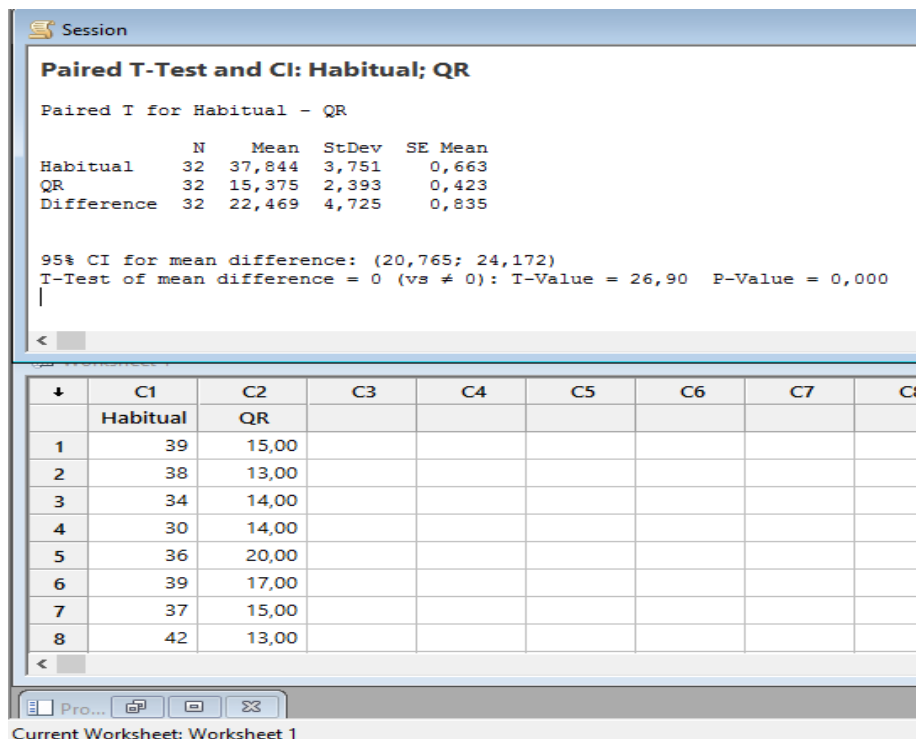 Session
Paired T-Test and CI: Habitual; QR
Paired T for Habitual - QR
N Mean StDev SE Mean
Habitual 32 37,844 3,751 0,663
QR 32 15,375 2,393 0,423
Difference 32 22,469 4,725 0,835
95% CI for mean difference: (20,765; 24,172)
T-Test of mean difference = 0 (vs ≠ 0): T-Value = 26,90 P-Value = 0,000
C1 C2 C3 C4 C5 C6 C7
Habitual QR
1 39 15,00
2 38 13,00
3 34 14,00
4 30 14,00
5 36 20,00
6 39 17,00
7 37 15,00
8 42 13,00
Pro...
Current Worksheet: Worksheet 1